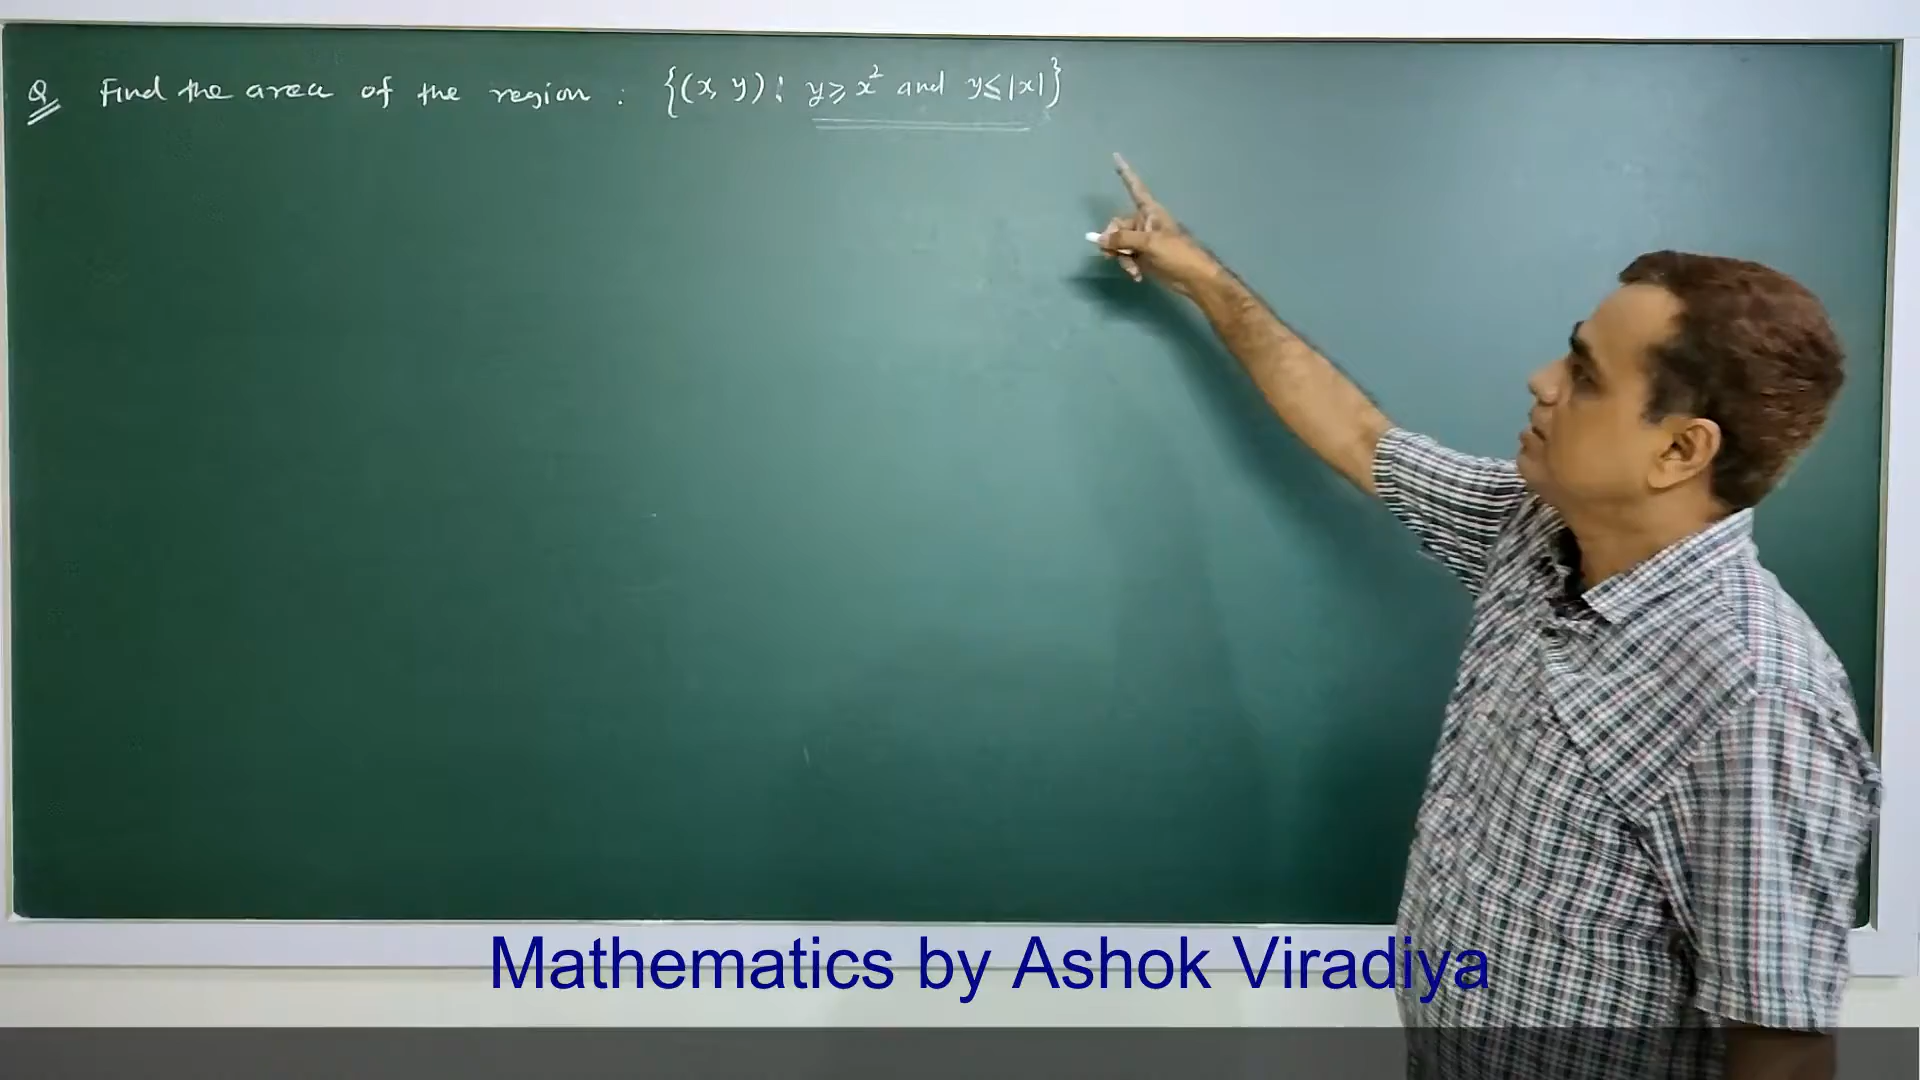 Q Find the area of the region : {(x, y) : y ≥ x² and y ≤ |x|}
Mathematics by Ashok Viradiya